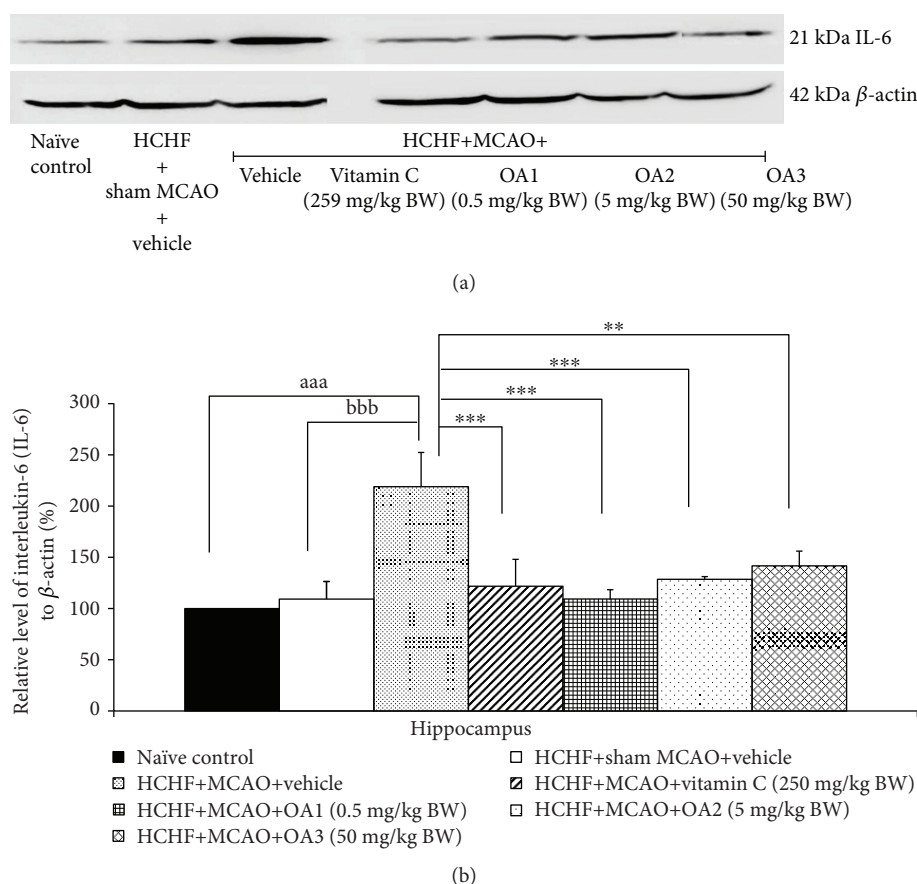 21 kDa IL-6
42 kDa β-actin
Naïve
control
HCHF
+
sham MCAO
+
vehicle
HCHF+MCAO+
Vehicle
Vitamin C
(259 mg/kg BW)
OA1
(0.5 mg/kg BW)
OA2
(5 mg/kg BW)
OA3
(50 mg/kg BW)
(a)
Relative level of interleukin-6 (IL-6)
to β-actin (%)
300
250
200
150
100
50
0
aaa
bbb
***
***
***
**
Hippocampus
Naïve control
HCHF+sham MCAO+vehicle
HCHF+MCAO+vehicle
HCHF+MCAO+vitamin C (250 mg/kg BW)
HCHF+MCAO+OA1 (0.5 mg/kg BW)
HCHF+MCAO+OA2 (5 mg/kg BW)
HCHF+MCAO+OA3 (50 mg/kg BW)
(b)